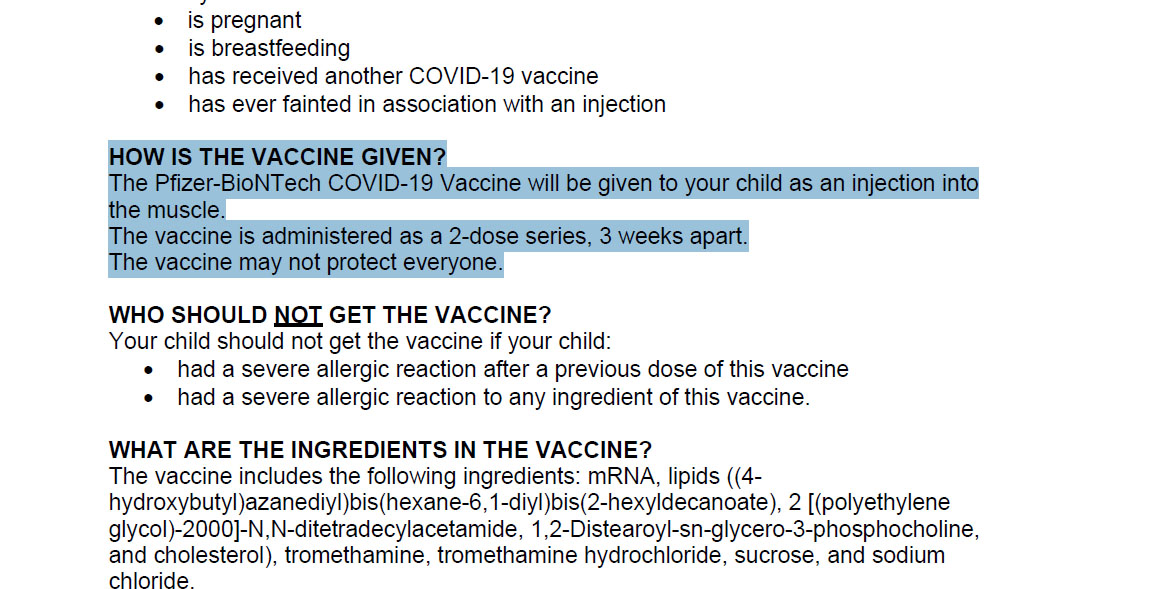 • is pregnant
• is breastfeeding
• has received another COVID-19 vaccine
• has ever fainted in association with an injection
HOW IS THE VACCINE GIVEN?
The Pfizer-BioNTech COVID-19 Vaccine will be given to your child as an injection into
the muscle.
The vaccine is administered as a 2-dose series, 3 weeks apart.
The vaccine may not protect everyone.
WHO SHOULD NOT GET THE VACCINE?
Your child should not get the vaccine if your child:
• had a severe allergic reaction after a previous dose of this vaccine
• had a severe allergic reaction to any ingredient of this vaccine.
WHAT ARE THE INGREDIENTS IN THE VACCINE?
The vaccine includes the following ingredients: mRNA, lipids ((4-
hydroxybutyl)azanediyl)bis(hexane-6,1-diyl)bis(2-hexyldecanoate), 2 [(polyethylene
glycol)-2000]-N,N-ditetradecylacetamide, 1,2-Distearoyl-sn-glycero-3-phosphocholine,
and cholesterol), tromethamine, tromethamine hydrochloride, sucrose, and sodium
chloride.